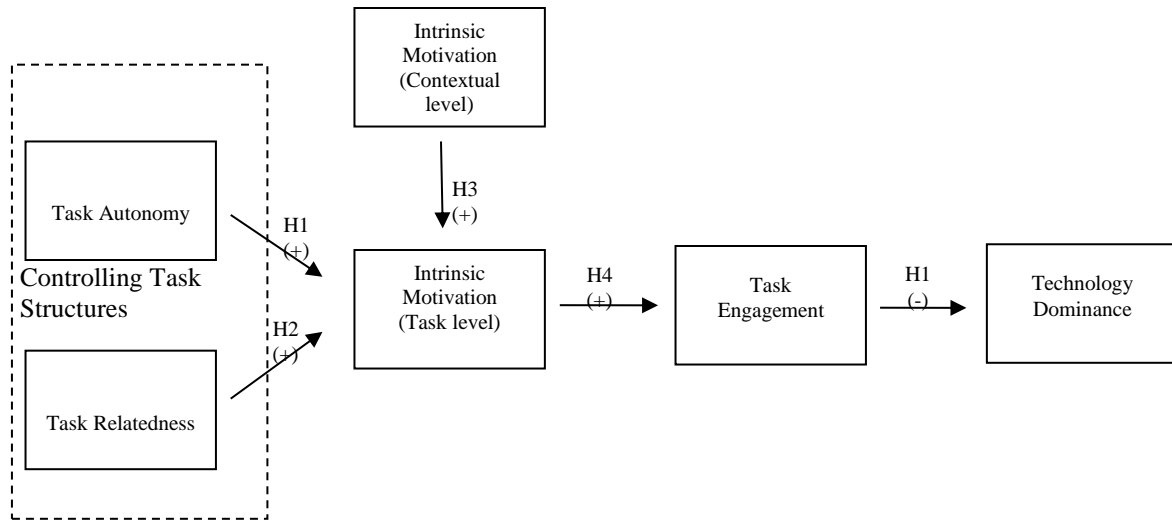 Intrinsic
Motivation
(Contextual
level)
H3
(+)
Task Autonomy
H1
(+)
Controlling Task
Structures
H2
(+)
Task Relatedness
Intrinsic
Motivation
(Task level)
H4
(+)
Task
Engagement
H1
(-)
Technology
Dominance